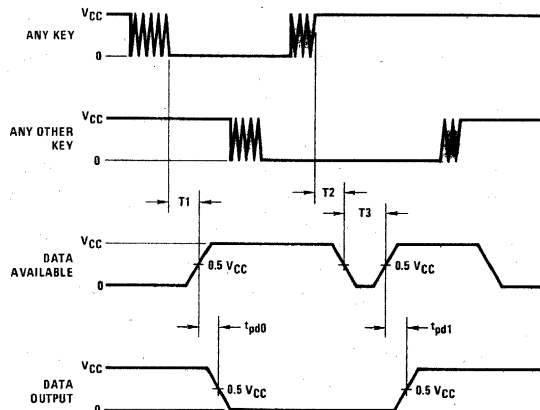 VCC
ANY KEY
0
VCC
ANY OTHER
KEY
0
T1
T2
T3
VCC
DATA
AVAILABLE
0
0.5 VCC
0.5 VCC
tpd0
tpd1
VCC
DATA
OUTPUT
0
0.5 VCC
0.5 VCC